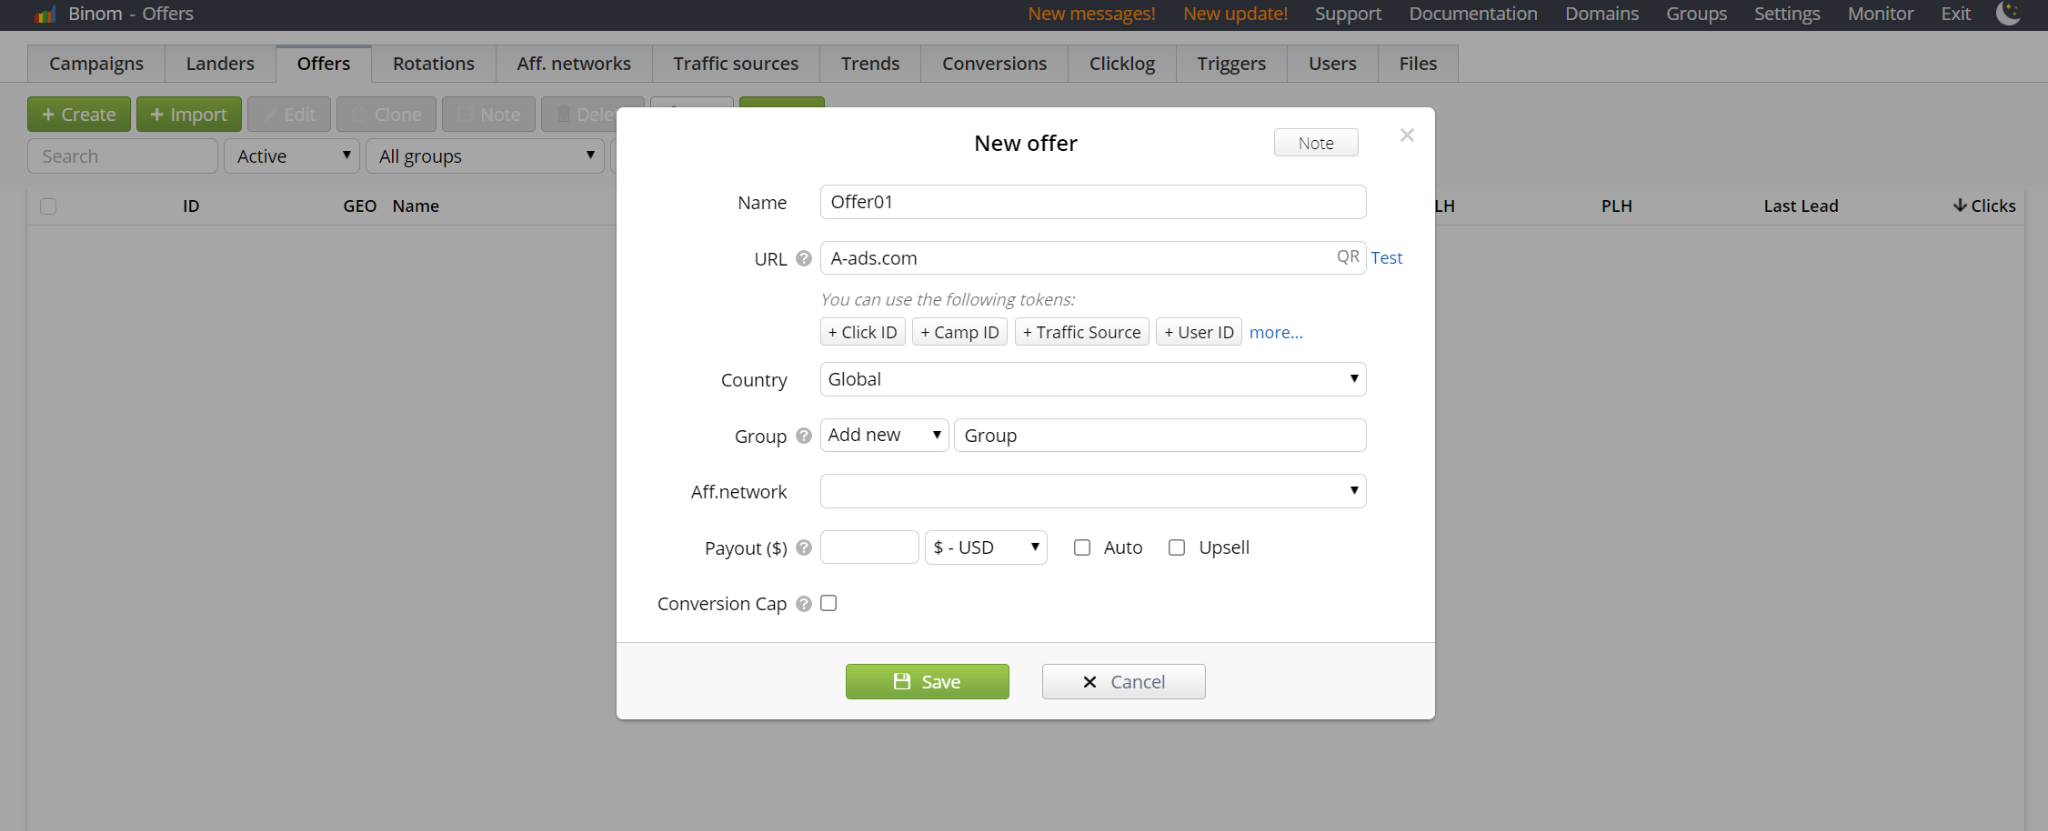 Binom - Offers New messages! New update! Support Documentation Domains Groups Settings Monitor Exit
Campaigns Landers Offers Rotations Aff. networks Traffic sources Trends Conversions Clicklog Triggers Users Files
+ Create + Import Edit Clone Note Dele
Search Active All groups
ID GEO Name LH PLH Last Lead Clicks
New offer Note
Name Offer01
URL A-ads.com QR Test
You can use the following tokens:
+ Click ID + Camp ID + Traffic Source + User ID more...
Country Global
Group Add new Group
Aff.network
Payout ($) $ - USD Auto Upsell
Conversion Cap
Save Cancel